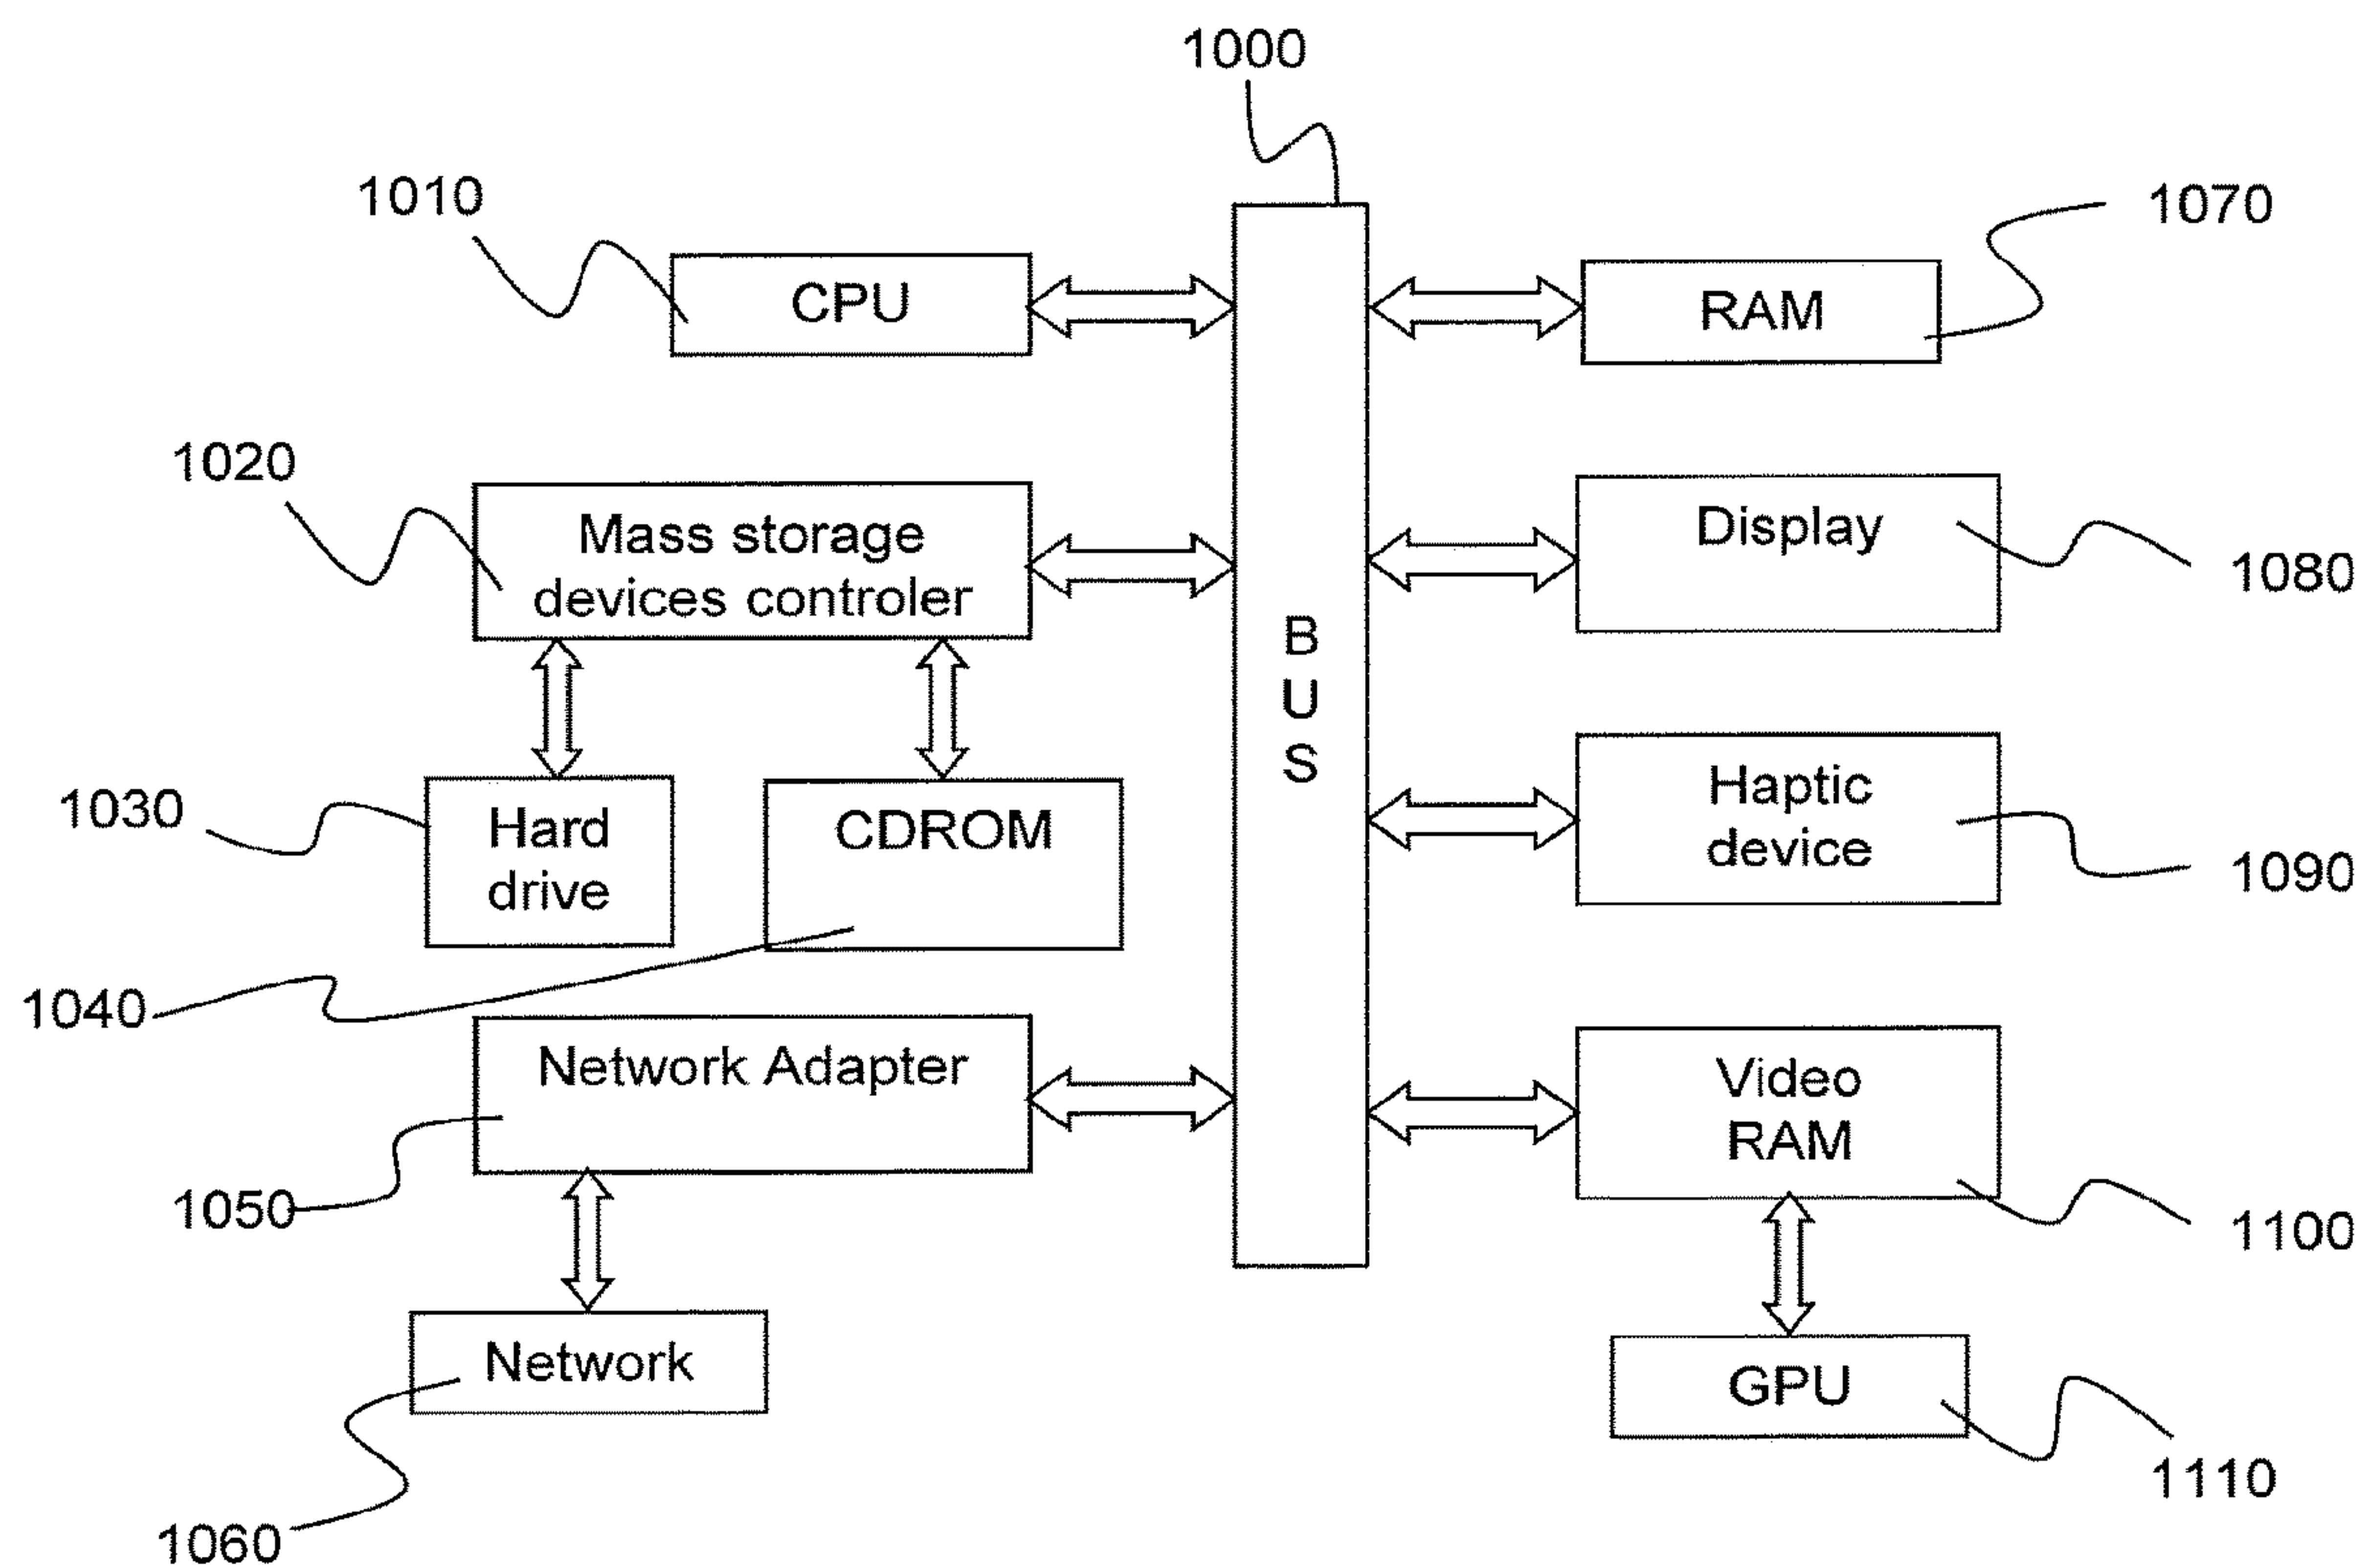 1000
1010
CPU
1070
RAM
1020
Mass storage
devices controler
Display
1080
B
U
S
1030
Hard
drive
CDROM
Haptic
device
1090
1040
Network Adapter
1050
Video
RAM
1100
Network
1060
GPU
1110